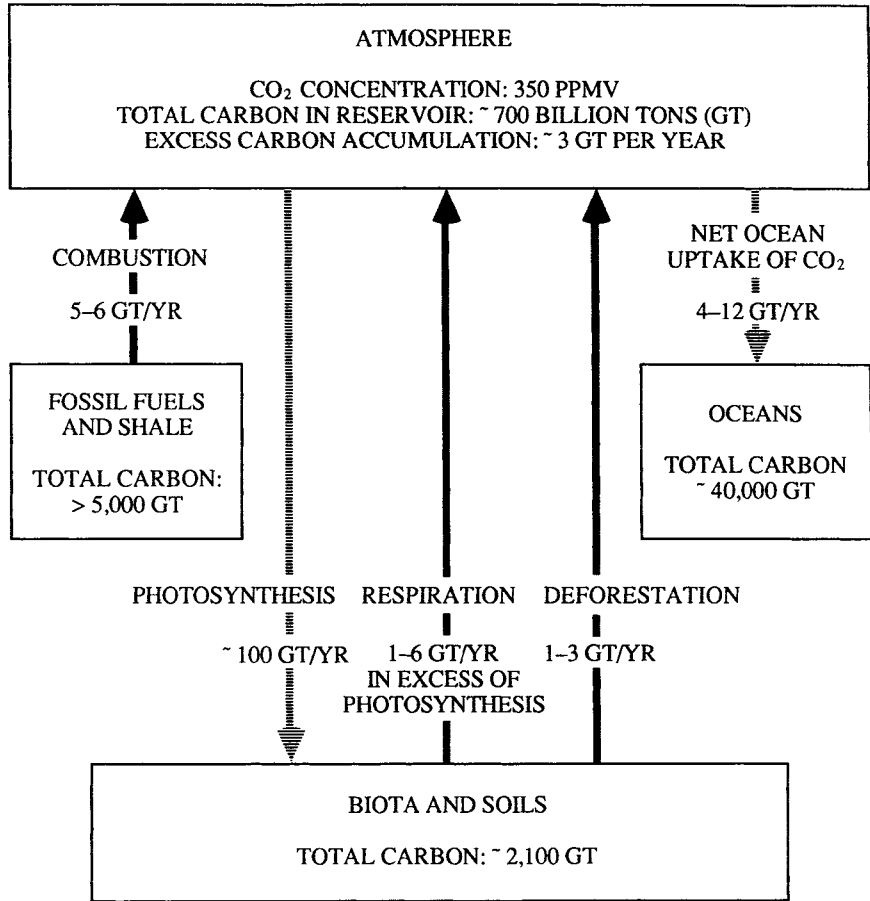 ATMOSPHERE
CO₂ CONCENTRATION: 350 PPMV
TOTAL CARBON IN RESERVOIR: ~ 700 BILLION TONS (GT)
EXCESS CARBON ACCUMULATION: ~ 3 GT PER YEAR
COMBUSTION
5–6 GT/YR
NET OCEAN
UPTAKE OF CO₂
4–12 GT/YR
FOSSIL FUELS
AND SHALE
TOTAL CARBON:
> 5,000 GT
OCEANS
TOTAL CARBON
~ 40,000 GT
PHOTOSYNTHESIS
~ 100 GT/YR
RESPIRATION
1–6 GT/YR
IN EXCESS OF
PHOTOSYNTHESIS
DEFORESTATION
1–3 GT/YR
BIOTA AND SOILS
TOTAL CARBON: ~ 2,100 GT